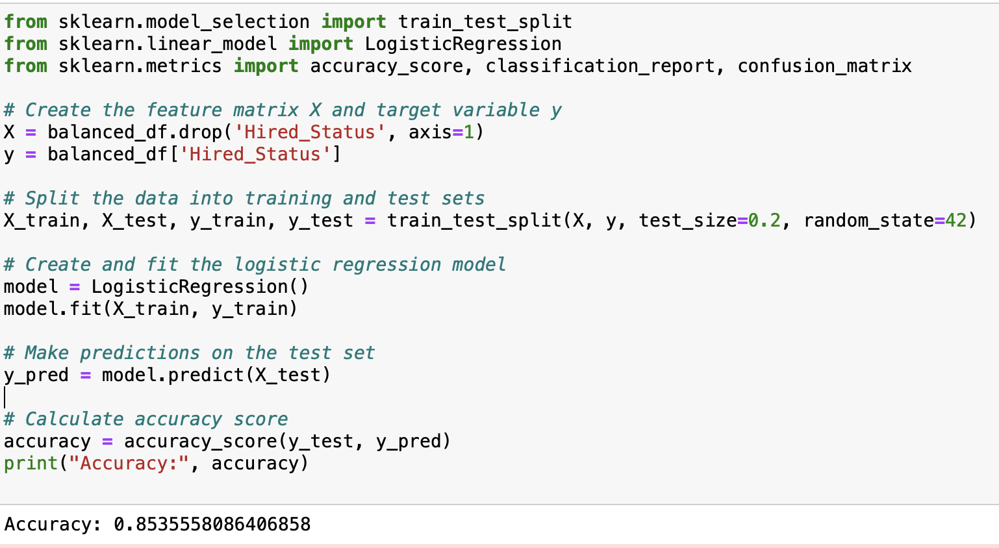 from sklearn.model_selection import train_test_split
from sklearn.linear_model import LogisticRegression
from sklearn.metrics import accuracy_score, classification_report, confusion_matrix

# Create the feature matrix X and target variable y
X = balanced_df.drop('Hired_Status', axis=1)
y = balanced_df['Hired_Status']

# Split the data into training and test sets
X_train, X_test, y_train, y_test = train_test_split(X, y, test_size=0.2, random_state=42)

# Create and fit the logistic regression model
model = LogisticRegression()
model.fit(X_train, y_train)

# Make predictions on the test set
y_pred = model.predict(X_test)

# Calculate accuracy score
accuracy = accuracy_score(y_test, y_pred)
print("Accuracy:", accuracy)

Accuracy: 0.8535558086406858